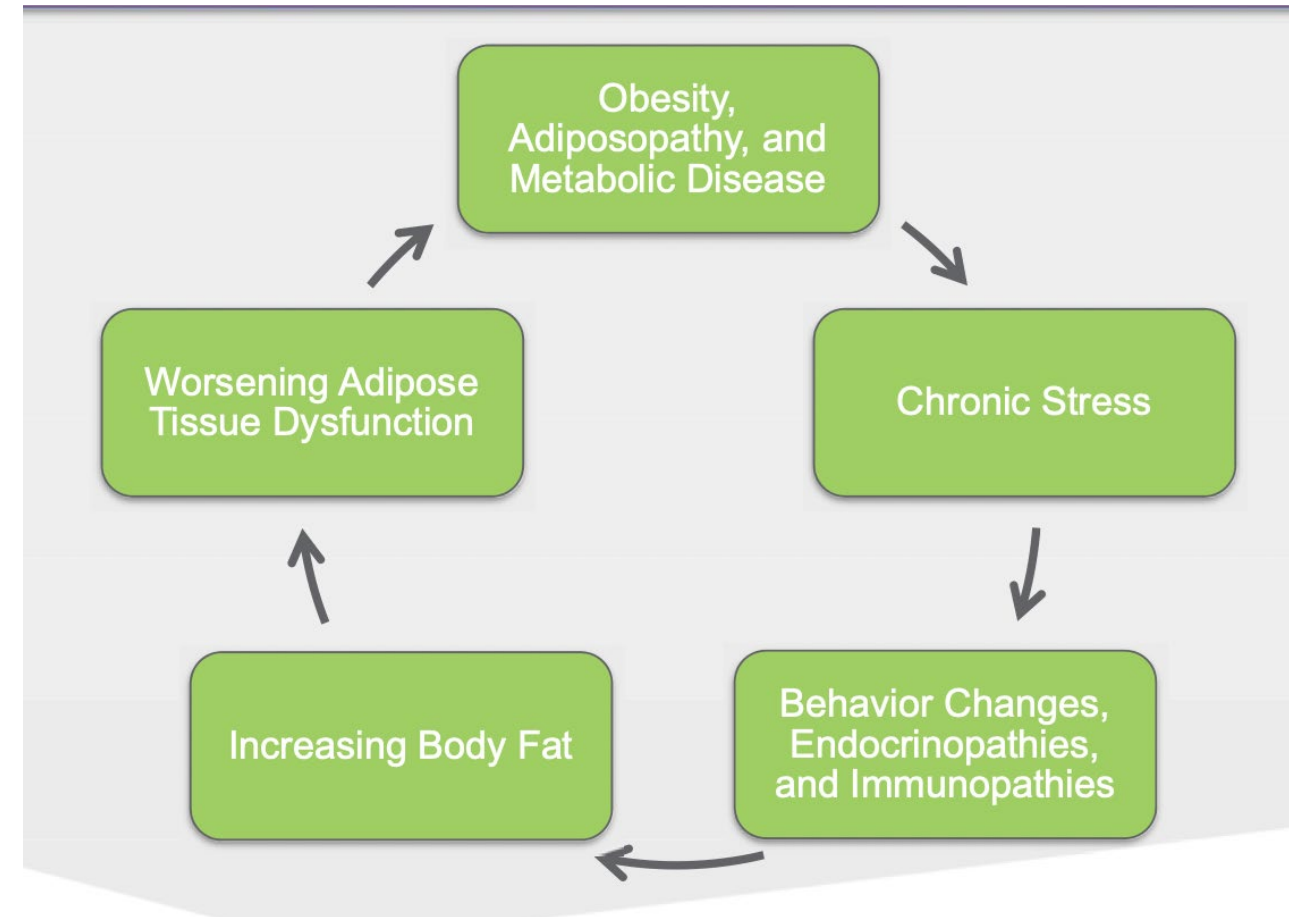 Obesity,
Adiposopathy, and
Metabolic Disease
Chronic Stress
Behavior Changes,
Endocrinopathies,
and Immunopathies
Increasing Body Fat
Worsening Adipose
Tissue Dysfunction